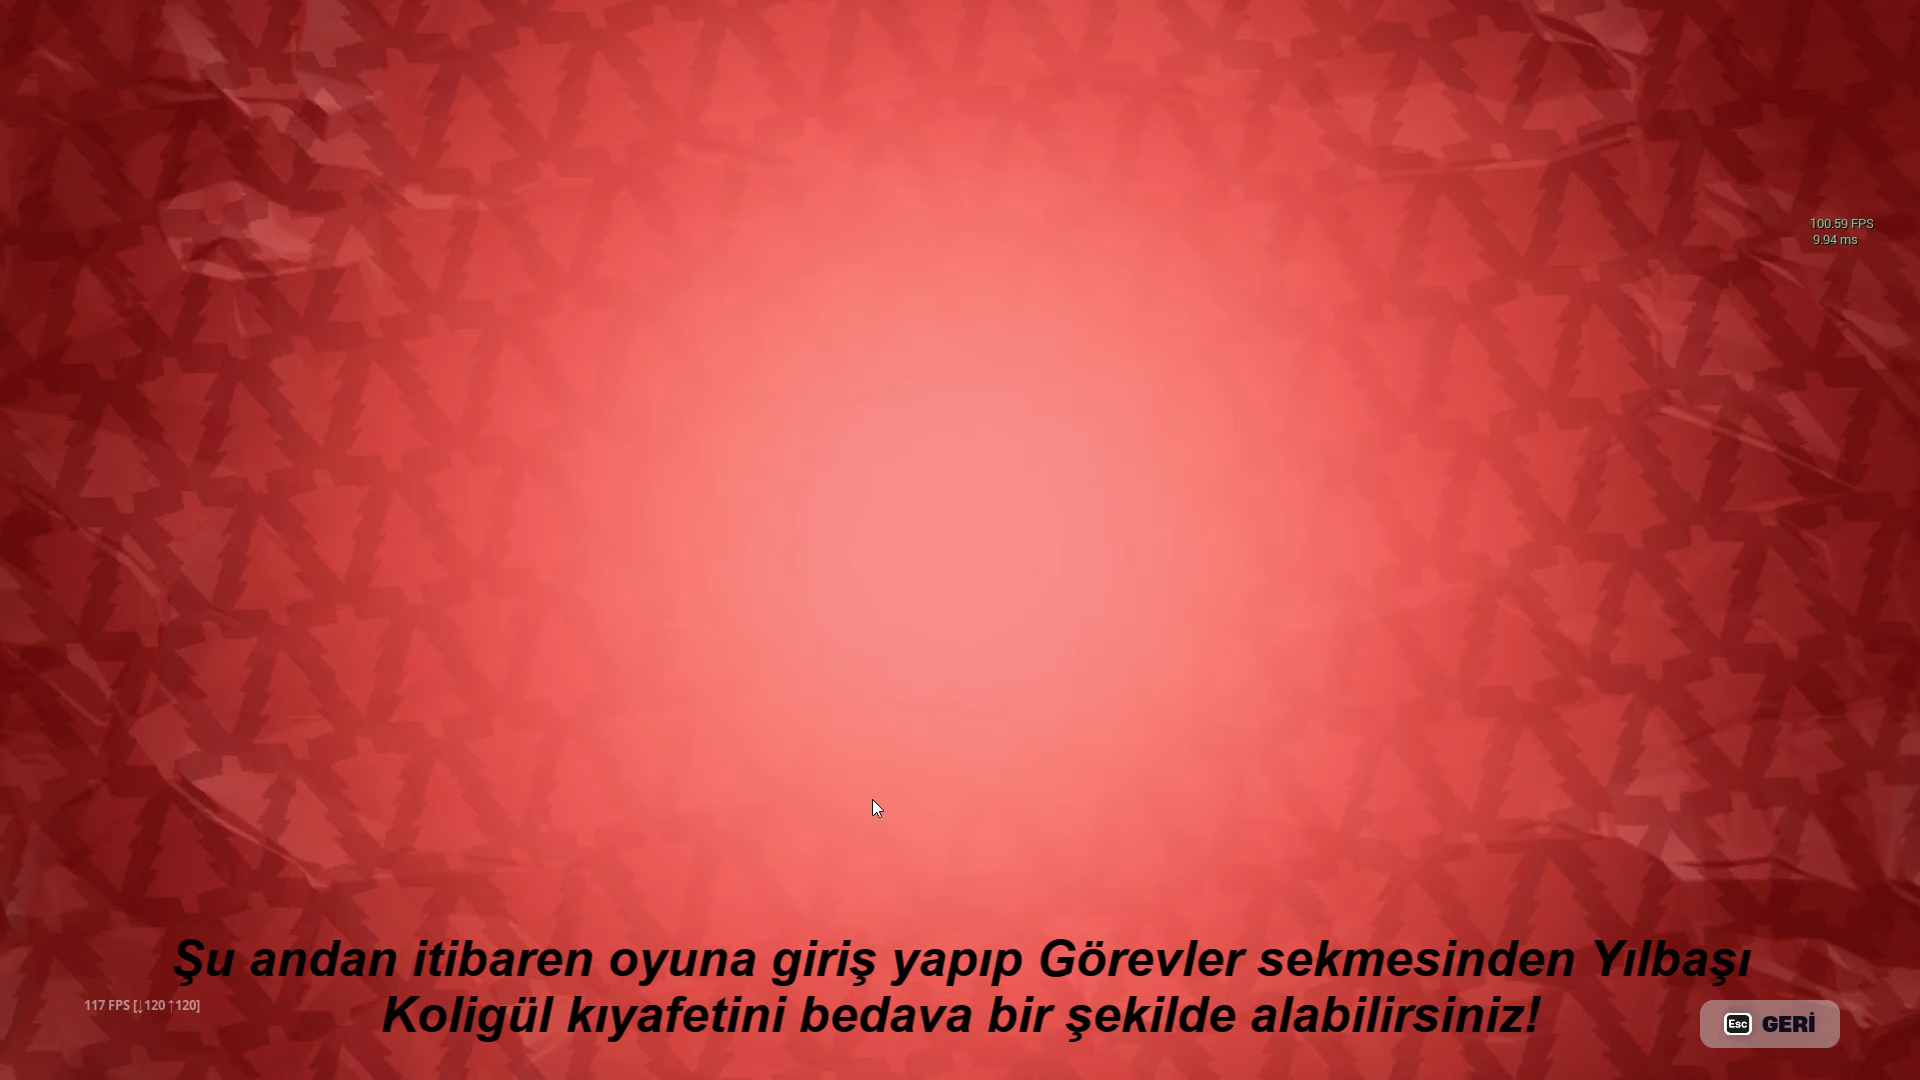 100.59 FPS
9.94 ms
Şu andan itibaren oyuna giriş yapıp Görevler sekmesinden Yılbaşı
Koligül kıyafetini bedava bir şekilde alabilirsiniz!
117 FPS [↓120 ↑120]
Esc GERİ